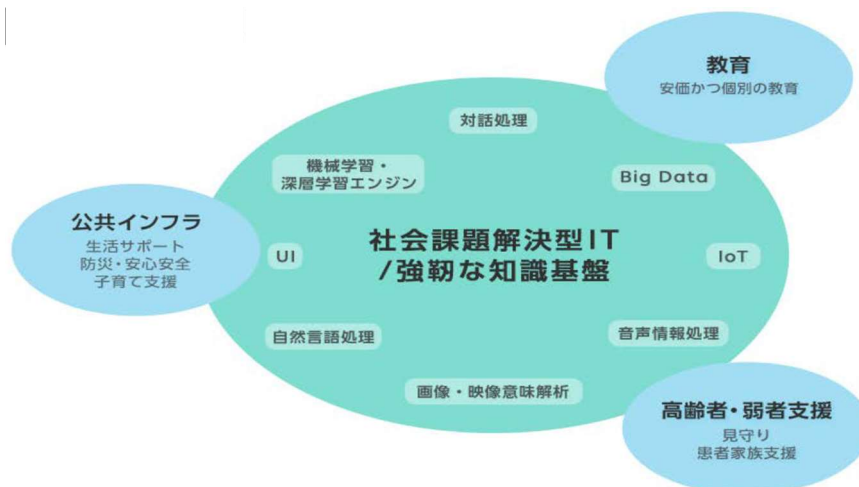 教育
安価かつ個別の教育
対話処理
機械学習・
深層学習エンジン
Big Data
公共インフラ
生活サポート
防災・安心安全
子育て支援
UI
社会課題解決型IT
/強靭な知識基盤
IoT
自然言語処理
音声情報処理
画像・映像意味解析
高齢者・弱者支援
見守り
患者家族支援